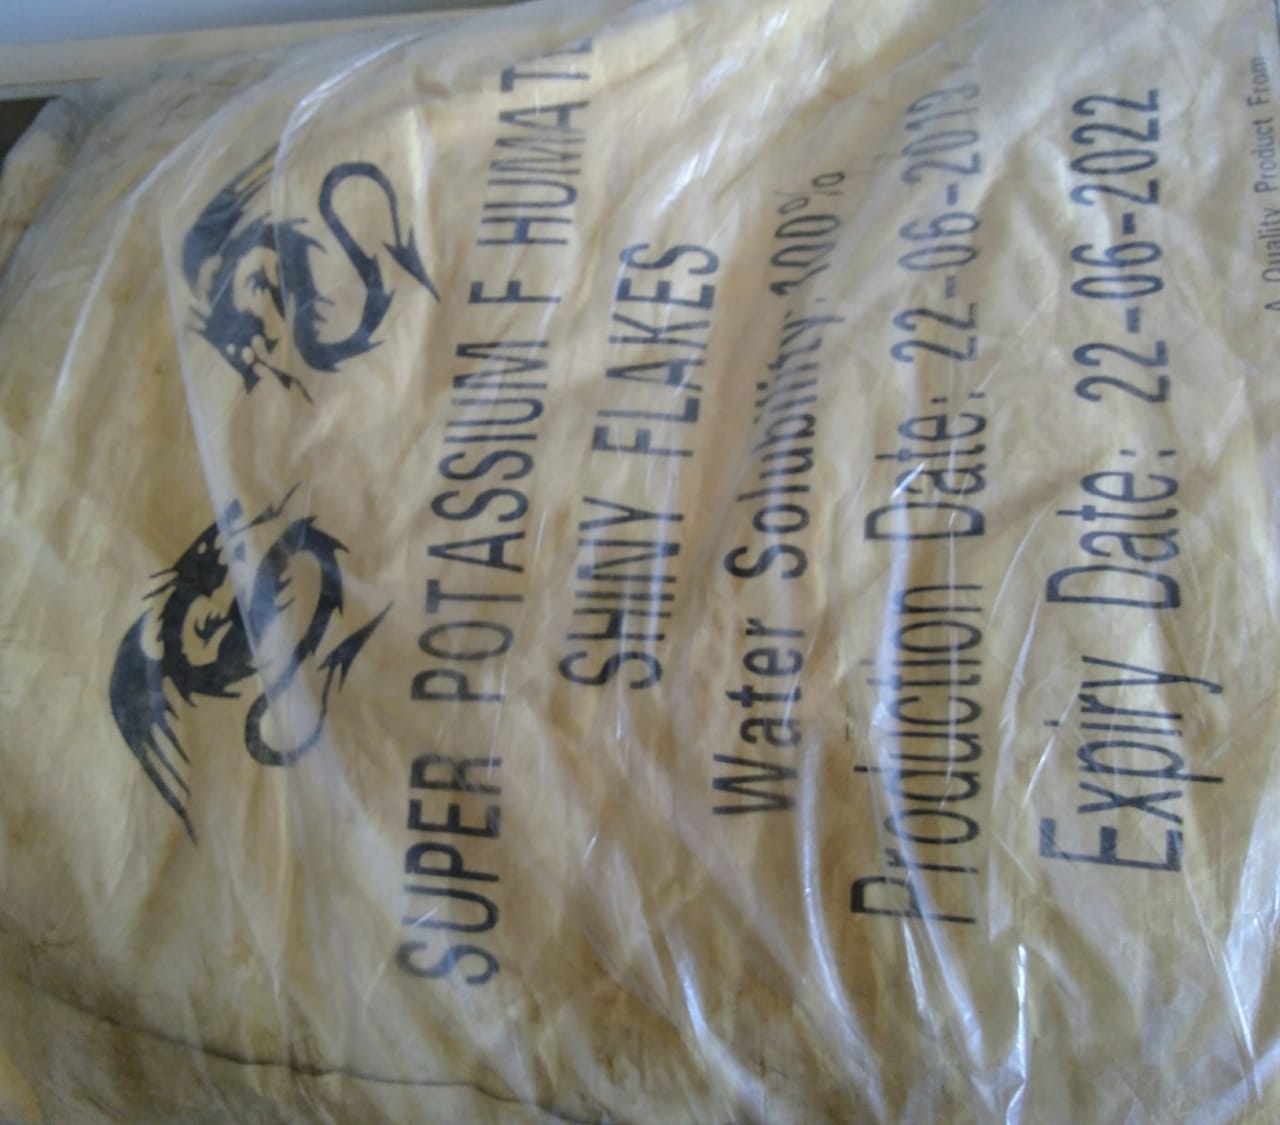 SUPER POTASSIUM F HUMATE
SHINY FLAKES
Water Solubility: 100%
Production Date: 22-06-2013
Expiry Date: 22-06-2022
A Quality Product From